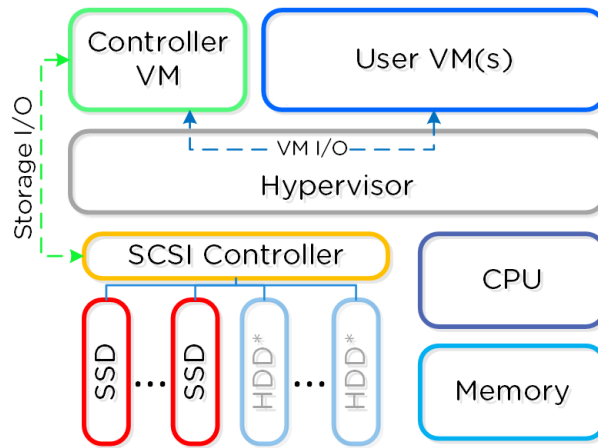 Controller
VM
User VM(s)
Storage I/O
VM I/O
Hypervisor
SCSI Controller
CPU
SSD
...
SSD
HDD*
...
HDD*
Memory